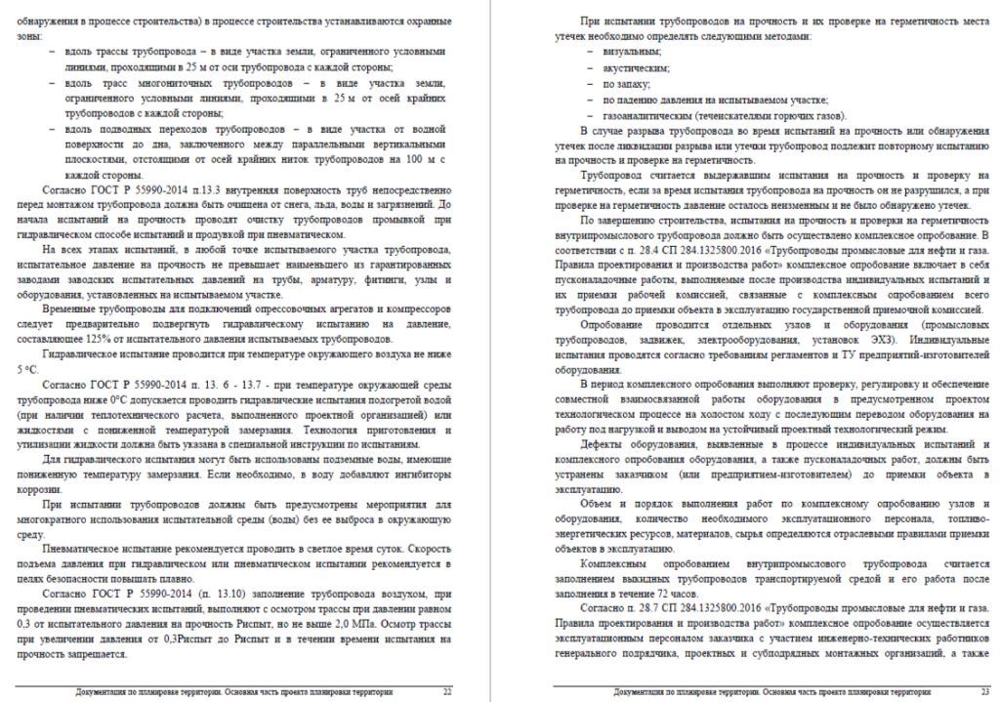 обнаружения в процессе строительства) в процессе строительства устанавливаются охранные
зоны:
– вдоль трассы трубопровода – в виде участка земли, ограниченного условными
линиями, проходящими в 25 м от оси трубопровода с каждой стороны;
– вдоль трасс многониточных трубопроводов – в виде участка земли,
ограниченного условными линиями, проходящими в 25 м от осей крайних
трубопроводов с каждой стороны;
– вдоль подводных переходов трубопроводов – в виде участка от водной
поверхности до дна, заключенного между параллельными вертикальными
плоскостями, отстоящими от осей крайних ниток трубопроводов на 100 м с
каждой стороны.
Согласно ГОСТ Р 55990-2014 п.13.3 внутренняя поверхность труб непосредственно
перед монтажом трубопровода должна быть очищена от снега, льда, воды и загрязнений. До
начала испытаний на прочность проводят очистку трубопроводов промывкой при
гидравлическом способе испытаний и продувкой при пневматическом.
На всех этапах испытаний, в любой точке испытываемого участка трубопровода,
испытательное давление на прочность не превышает наименьшего из гарантированных
заводами заводских испытательных давлений на трубы, арматуру, фитинги, узлы и
оборудования, установленных на испытываемом участке.
Временные трубопроводы для подключений опрессовочных агрегатов и компрессоров
следует предварительно подвергнуть гидравлическому испытанию на давление,
составляющее 125% от испытательного давления испытываемых трубопроводов.
Гидравлическое испытание проводится при температуре окружающего воздуха не ниже
5 °С.
Согласно ГОСТ Р 55990-2014 п. 13. 6 - 13.7 - при температуре окружающей среды
трубопровода ниже 0°С допускается проводить гидравлические испытания подогретой водой
(при наличии теплотехнического расчета, выполненного проектной организацией) или
жидкостями с пониженной температурой замерзания. Технология приготовления и
утилизации жидкости должна быть указана в специальной инструкции по испытаниям.
Для гидравлического испытания могут быть использованы подземные воды, имеющие
пониженную температуру замерзания. Если необходимо, в воду добавляют ингибиторы
коррозии.
При испытании трубопроводов должны быть предусмотрены мероприятия для
многократного использования испытательной среды (воды) без ее выброса в окружающую
среду.
Пневматическое испытание рекомендуется проводить в светлое время суток. Скорость
подъема давления при гидравлическом или пневматическом испытании рекомендуется в
целях безопасности повышать плавно.
Согласно ГОСТ Р 55990-2014 (п. 13.10) заполнение трубопровода воздухом, при
проведении пневматических испытаний, выполняют с осмотром трассы при давлении равном
0,3 от испытательного давления на прочность Риспыт, но не выше 2,0 МПа. Осмотр трассы
при увеличении давления от 0,3Риспыт до Риспыт и в течении времени испытания на
прочность запрещается.
Документация по планировке территории. Основная часть проекта планировки территории 22
При испытании трубопроводов на прочность и их проверке на герметичность места
утечек необходимо определять следующими методами:
– визуальным;
– акустическим;
– по запаху;
– по падению давления на испытываемом участке;
– газоаналитическим (течеискателями горючих газов).
В случае разрыва трубопровода во время испытаний на прочность или обнаружения
утечек после ликвидации разрыва или утечки трубопровод подлежит повторному испытанию
на прочность и проверке на герметичность.
Трубопровод считается выдержавшим испытания на прочность и проверку на
герметичность, если за время испытания трубопровода на прочность он не разрушился, а при
проверке на герметичность давление осталось неизменным и не было обнаружено утечек.
По завершению строительства, испытания на прочность и проверки на герметичность
внутрипромыслового трубопровода должно быть осуществлено комплексное опробование. В
соответствии с п. 28.4 СП 284.1325800.2016 «Трубопроводы промысловые для нефти и газа.
Правила проектирования и производства работ» комплексное опробование включает в себя
пусконаладочные работы, выполняемые после производства индивидуальных испытаний и
их приемки рабочей комиссией, связанные с комплексным опробованием всего
трубопровода до приемки объекта в эксплуатацию государственной приемочной комиссией.
Опробование проводится отдельных узлов и оборудования (промысловых
трубопроводов, задвижек, электрооборудования, установок ЭХЗ). Индивидуальные
испытания проводятся согласно требованиям регламентов и ТУ предприятий-изготовителей
оборудования.
В период комплексного опробования выполняют проверку, регулировку и обеспечение
совместной взаимосвязанной работы оборудования в предусмотренном проектом
технологическом процессе на холостом ходу с последующим переводом оборудования на
работу под нагрузкой и выводом на устойчивый проектный технологический режим.
Дефекты оборудования, выявленные в процессе индивидуальных испытаний и
комплексного опробования оборудования, а также пусконаладочных работ, должны быть
устранены заказчиком (или предприятием-изготовителем) до приемки объекта в
эксплуатацию.
Объем и порядок выполнения работ по комплексному опробованию узлов и
оборудования, количество необходимого эксплуатационного персонала, топливо-
энергетических ресурсов, материалов, сырья определяются отраслевыми правилами приемки
объектов в эксплуатацию.
Комплексным опробованием внутрипромыслового трубопровода считается
заполнением выкидных трубопроводов транспортируемой средой и его работа после
заполнения в течение 72 часов.
Согласно п. 28.7 СП 284.1325800.2016 «Трубопроводы промысловые для нефти и газа.
Правила проектирования и производства работ» комплексное опробование осуществляется
эксплуатационным персоналом заказчика с участием инженерно-технических работников
генерального подрядчика, проектных и субподрядных монтажных организаций, а также
Документация по планировке территории. Основная часть проекта планировки территории 23